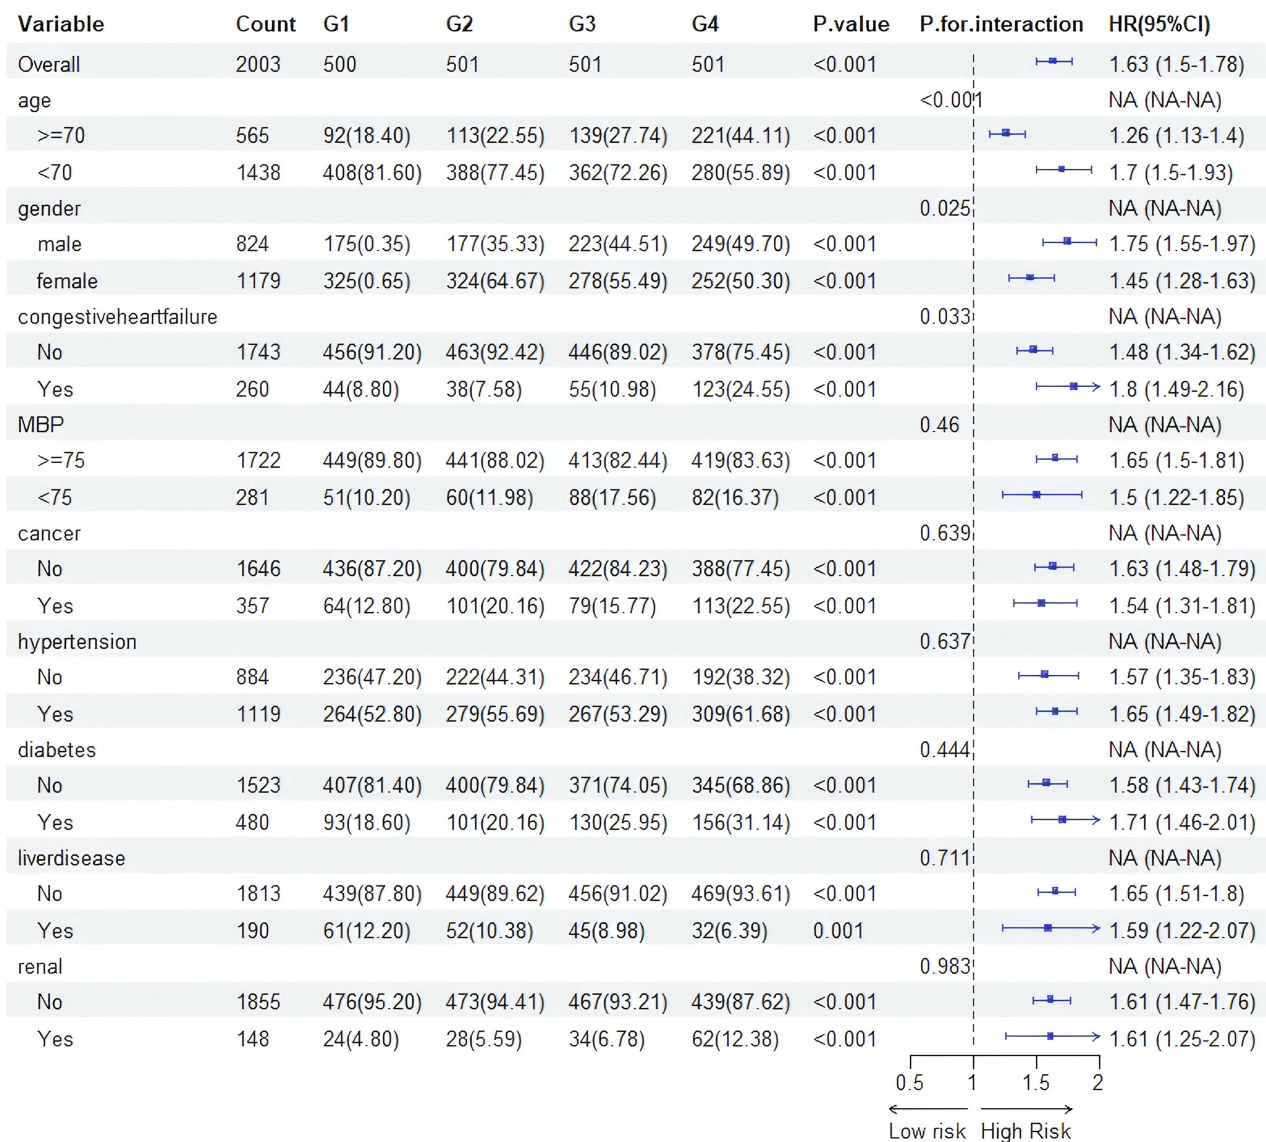 Variable Count G1 G2 G3 G4 P.value P.for.interaction HR(95%CI)
Overall 2003 500 501 501 501 <0.001 1.63 (1.5-1.78)
age <0.001 NA (NA-NA)
>=70 565 92(18.40) 113(22.55) 139(27.74) 221(44.11) <0.001 1.26 (1.13-1.4)
<70 1438 408(81.60) 388(77.45) 362(72.26) 280(55.89) <0.001 1.7 (1.5-1.93)
gender 0.025 NA (NA-NA)
male 824 175(0.35) 177(35.33) 223(44.51) 249(49.70) <0.001 1.75 (1.55-1.97)
female 1179 325(0.65) 324(64.67) 278(55.49) 252(50.30) <0.001 1.45 (1.28-1.63)
congestiveheartfailure 0.033 NA (NA-NA)
No 1743 456(91.20) 463(92.42) 446(89.02) 378(75.45) <0.001 1.48 (1.34-1.62)
Yes 260 44(8.80) 38(7.58) 55(10.98) 123(24.55) <0.001 1.8 (1.49-2.16)
MBP 0.46 NA (NA-NA)
>=75 1722 449(89.80) 441(88.02) 413(82.44) 419(83.63) <0.001 1.65 (1.5-1.81)
<75 281 51(10.20) 60(11.98) 88(17.56) 82(16.37) <0.001 1.5 (1.22-1.85)
cancer 0.639 NA (NA-NA)
No 1646 436(87.20) 400(79.84) 422(84.23) 388(77.45) <0.001 1.63 (1.48-1.79)
Yes 357 64(12.80) 101(20.16) 79(15.77) 113(22.55) <0.001 1.54 (1.31-1.81)
hypertension 0.637 NA (NA-NA)
No 884 236(47.20) 222(44.31) 234(46.71) 192(38.32) <0.001 1.57 (1.35-1.83)
Yes 1119 264(52.80) 279(55.69) 267(53.29) 309(61.68) <0.001 1.65 (1.49-1.82)
diabetes 0.444 NA (NA-NA)
No 1523 407(81.40) 400(79.84) 371(74.05) 345(68.86) <0.001 1.58 (1.43-1.74)
Yes 480 93(18.60) 101(20.16) 130(25.95) 156(31.14) <0.001 1.71 (1.46-2.01)
liverdisease 0.711 NA (NA-NA)
No 1813 439(87.80) 449(89.62) 456(91.02) 469(93.61) <0.001 1.65 (1.51-1.8)
Yes 190 61(12.20) 52(10.38) 45(8.98) 32(6.39) 0.001 1.59 (1.22-2.07)
renal 0.983 NA (NA-NA)
No 1855 476(95.20) 473(94.41) 467(93.21) 439(87.62) <0.001 1.61 (1.47-1.76)
Yes 148 24(4.80) 28(5.59) 34(6.78) 62(12.38) <0.001 1.61 (1.25-2.07)
0.5 1 1.5 2
Low risk High Risk